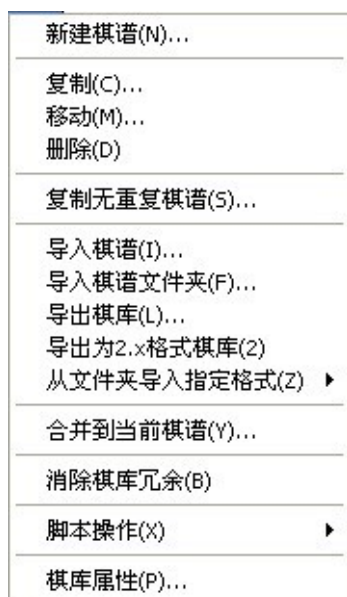 新建棋谱(N)...
复制(C)...
移动(M)...
删除(D)
复制无重复棋谱(S)...
导入棋谱(I)...
导入棋谱文件夹(F)...
导出棋库(L)...
导出为2.x格式棋库(2)
从文件夹导入指定格式(Z)
合并到当前棋谱(Y)...
消除棋库冗余(B)
脚本操作(X)
棋库属性(P)...